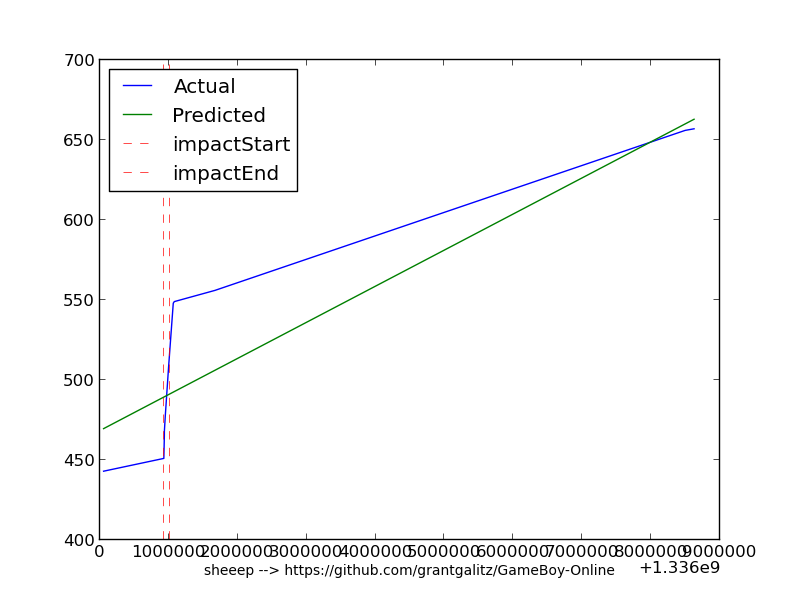 700
650
600
550
500
450
400
Actual
Predicted
impactStart
impactEnd
0 1000000 2000000 3000000 4000000 5000000 6000000 7000000 8000000 9000000
+1.336e9
sheeep --> https://github.com/grantgalitz/GameBoy-Online